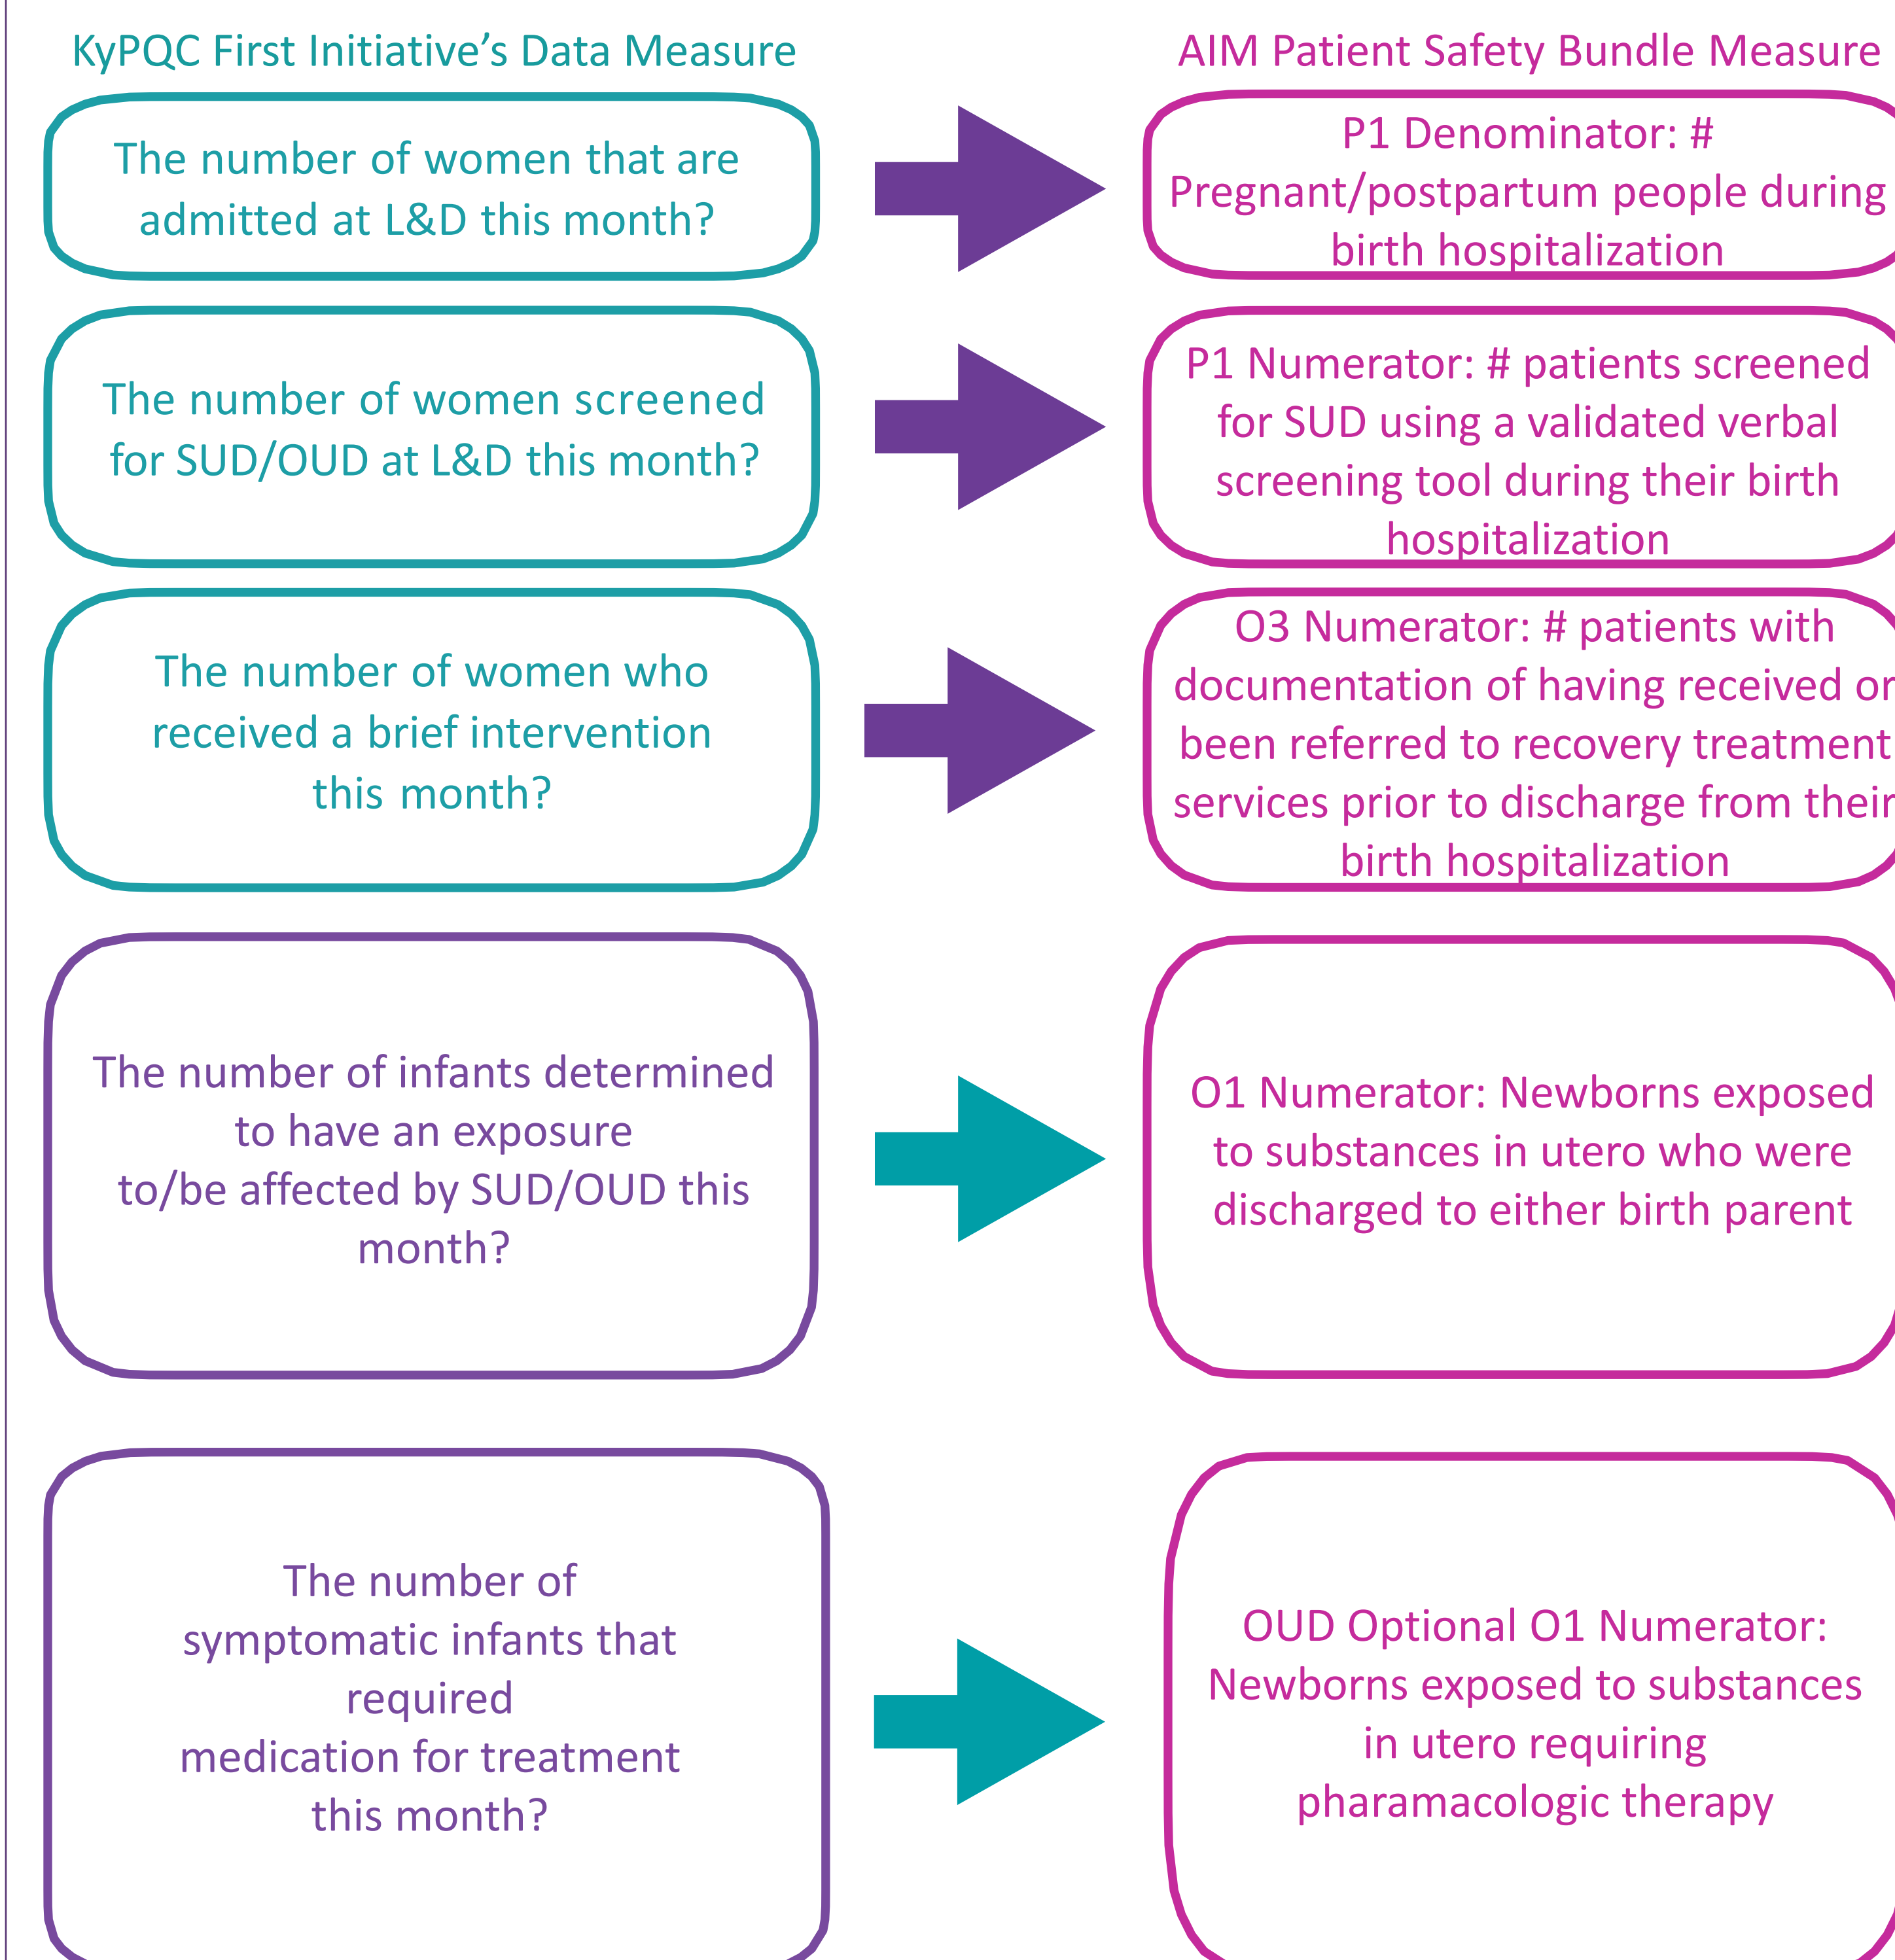 KyPQC First Initiative's Data Measure
AIM Patient Safety Bundle Measure
The number of women that are
admitted at L&D this month?
P1 Denominator: #
Pregnant/postpartum people during
birth hospitalization
The number of women screened
for SUD/OUD at L&D this month?
P1 Numerator: # patients screened
for SUD using a validated verbal
screening tool during their birth
hospitalization
The number of women who
received a brief intervention
this month?
O3 Numerator: # patients with
documentation of having received or
been referred to recovery treatment
services prior to discharge from their
birth hospitalization
The number of infants determined
to have an exposure
to/be affected by SUD/OUD this
month?
O1 Numerator: Newborns exposed
to substances in utero who were
discharged to either birth parent
The number of
symptomatic infants that
required
medication for treatment
this month?
OUD Optional O1 Numerator:
Newborns exposed to substances
in utero requiring
pharamacologic therapy